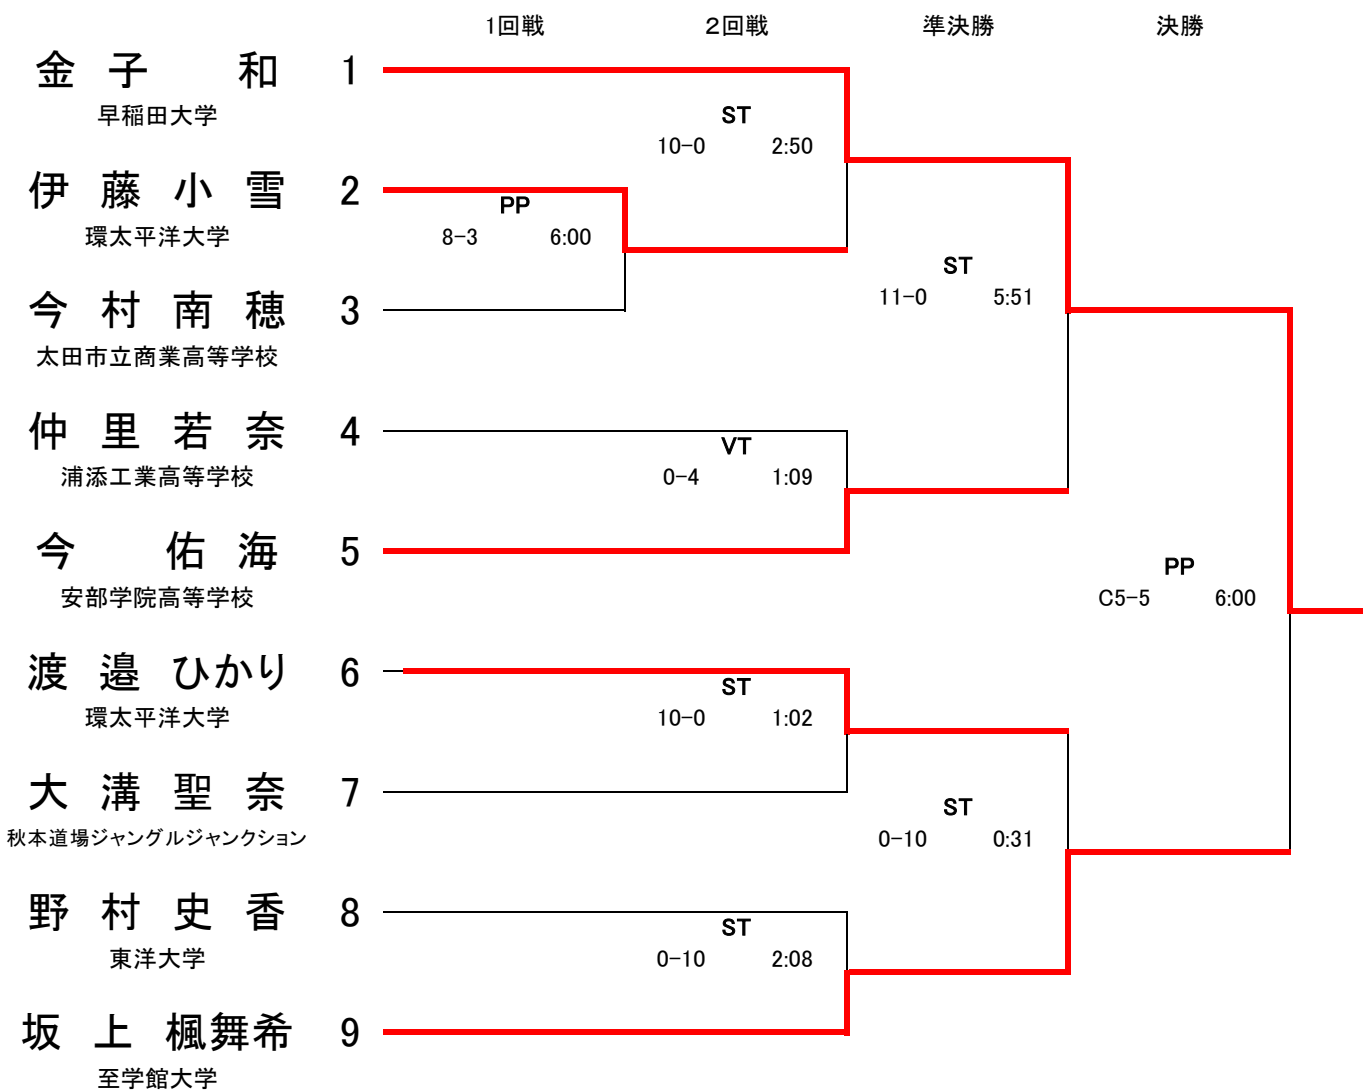 1回戦 2回戦 準決勝 決勝
金子 和 1
早稲田大学
ST
10-0 2:50
伊藤小雪 2
環太平洋大学
PP
8-3 6:00
ST
11-0 5:51
今村南穂 3
太田市立商業高等学校
仲里若奈 4
浦添工業高等学校
VT
0-4 1:09
今 佑海 5
安部学院高等学校
PP
C5-5 6:00
渡邉ひかり 6
環太平洋大学
ST
10-0 1:02
大溝聖奈 7
秋本道場ジャングルジャンクション
ST
0-10 0:31
野村史香 8
東洋大学
ST
0-10 2:08
坂上楓舞希 9
至学館大学